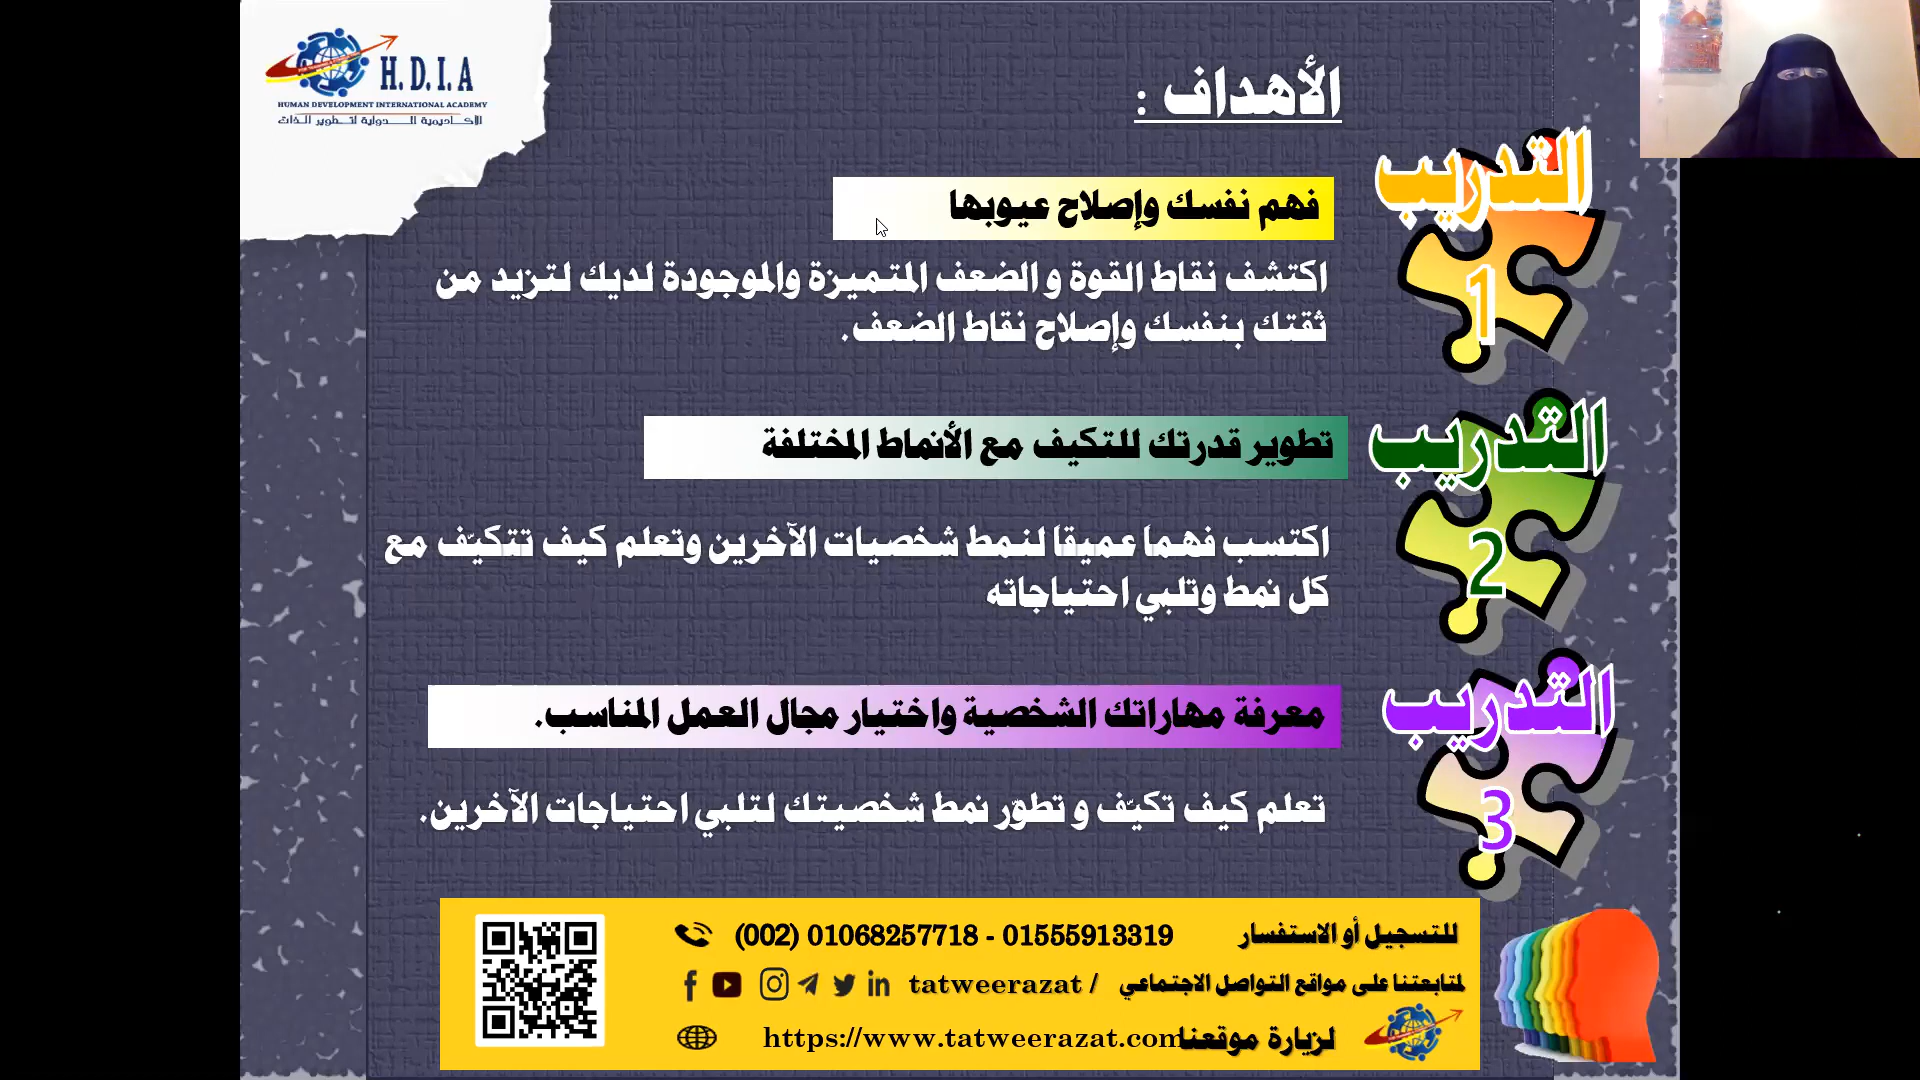 H.D.I.A
HUMAN DEVELOPMENT INTERNATIONAL ACADEMY
الأكاديمية الدولية لتطوير الذات
الأهداف :
التدريب
1
فهم نفسك وإصلاح عيوبها
اكتشف نقاط القوة و الضعف المتميزة والموجودة لديك لتزيد من
ثقتك بنفسك وإصلاح نقاط الضعف.
التدريب
2
تطوير قدرتك للتكيف مع الأنماط المختلفة
اكتسب فهماً عميقاً لنمط شخصيات الآخرين وتعلم كيف تتكيّف مع
كل نمط وتلبي احتياجاته
التدريب
3
معرفة مهاراتك الشخصية واختيار مجال العمل المناسب.
تعلم كيف تكيّف و تطوّر نمط شخصيتك لتلبي احتياجات الآخرين.
للتسجيل أو الاستفسار (002) 01068257718 - 01555913319
لمتابعتنا على مواقع التواصل الاجتماعي / tatweerazat
لزيارة موقعنا https://www.tatweerazat.com